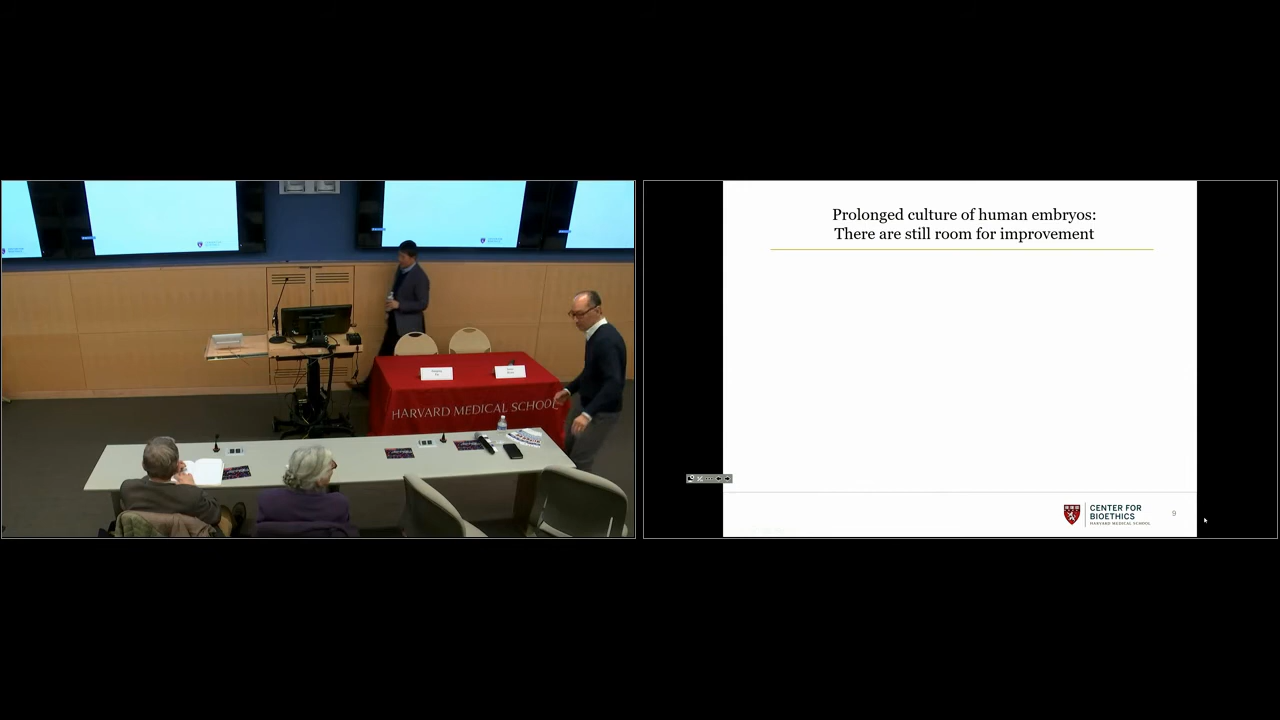 HARVARD MEDICAL SCHOOL
Prolonged culture of human embryos:
There are still room for improvement
CENTER FOR
BIOETHICS
HARVARD MEDICAL SCHOOL
9